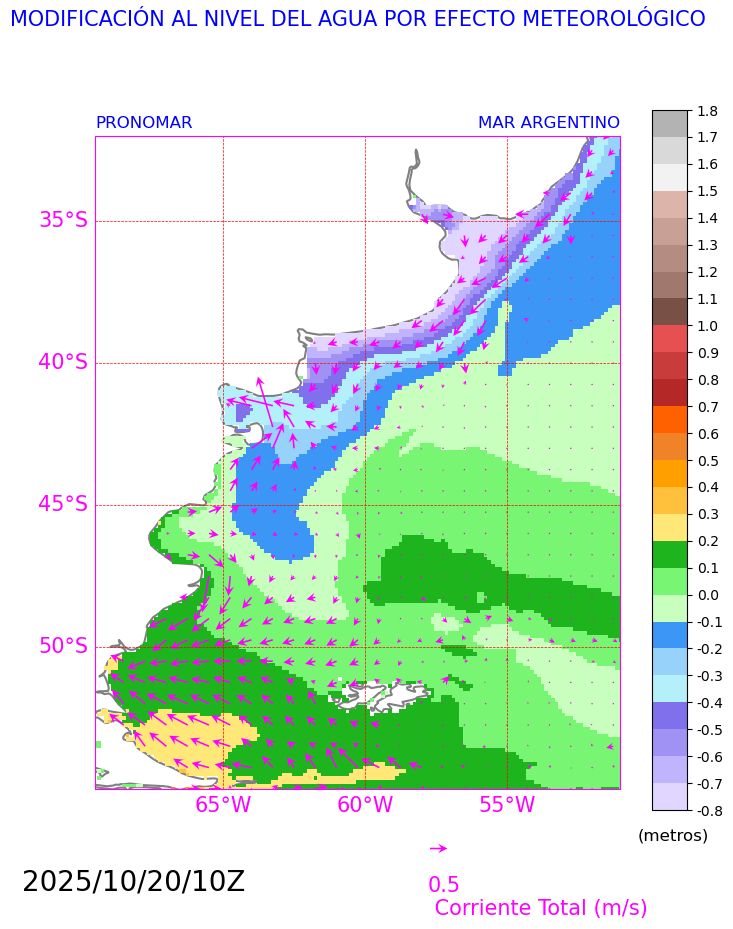 MODIFICACIÓN AL NIVEL DEL AGUA POR EFECTO METEOROLÓGICO
PRONOMAR
MAR ARGENTINO
35°S
40°S
45°S
50°S
65°W
60°W
55°W
1.8
1.7
1.6
1.5
1.4
1.3
1.2
1.1
1.0
0.9
0.8
0.7
0.6
0.5
0.4
0.3
0.2
0.1
0.0
-0.1
-0.2
-0.3
-0.4
-0.5
-0.6
-0.7
-0.8
(metros)
2025/10/20/10Z
0.5
Corriente Total (m/s)